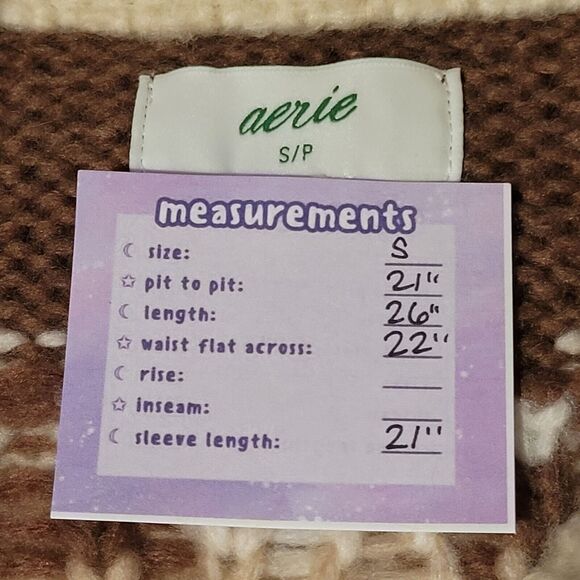 aerie
S/P
measurements
size: S
pit to pit: 21"
length: 26"
waist flat across: 22"
rise:
inseam:
sleeve length: 21"